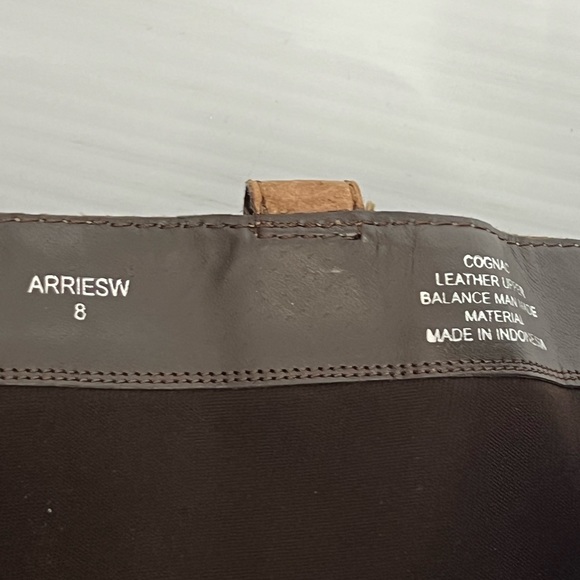 ARRIESW
8
COGNAC
LEATHER UPPER
BALANCE MAN MADE
MATERIAL
MADE IN INDONESIA